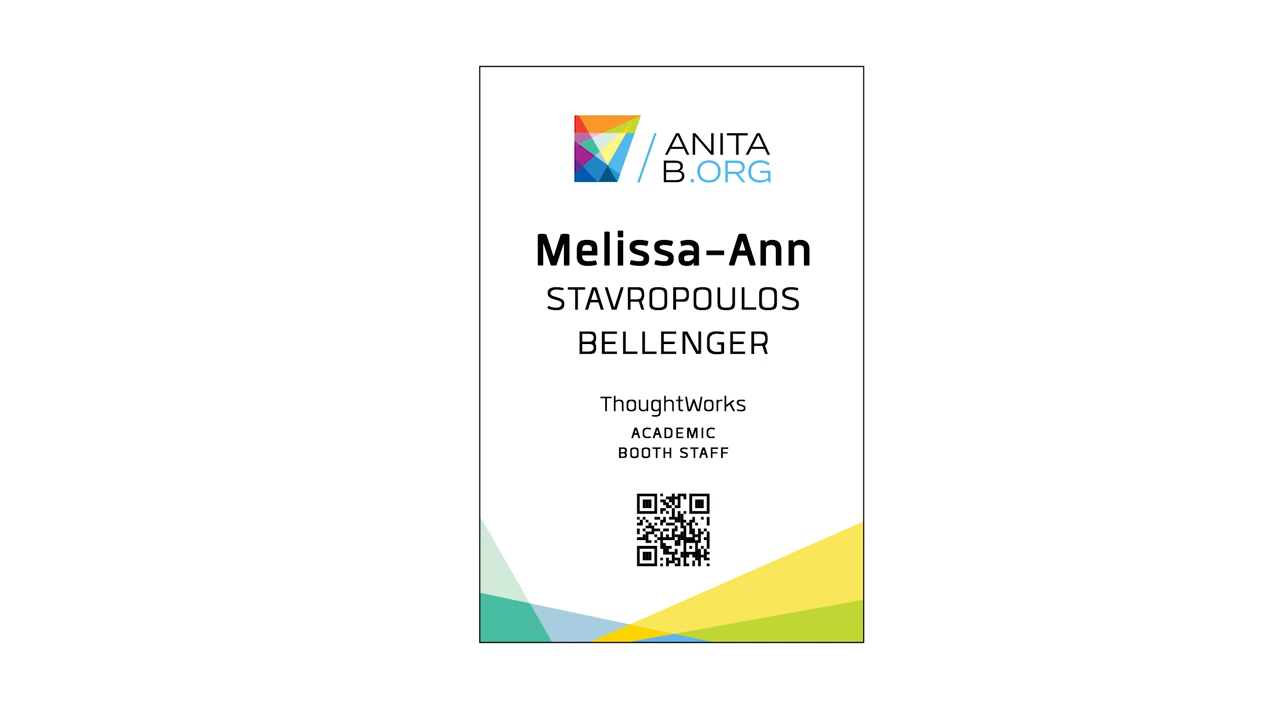 ANITA
B.ORG
Melissa-Ann
STAVROPOULOS
BELLENGER
ThoughtWorks
ACADEMIC
BOOTH STAFF